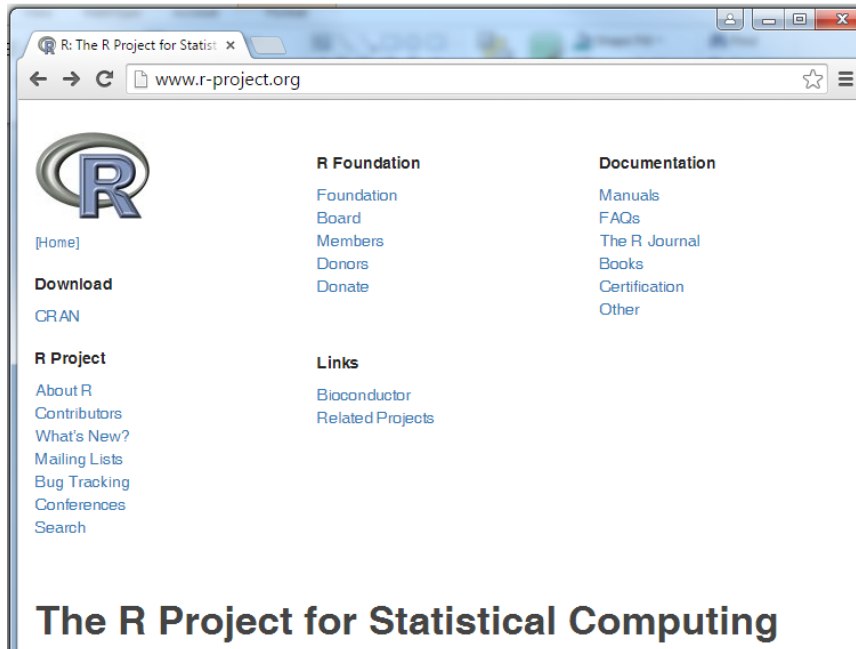 R: The R Project for Statist
www.r-project.org
R
[Home]
Download
CRAN
R Project
About R
Contributors
What's New?
Mailing Lists
Bug Tracking
Conferences
Search
R Foundation
Foundation
Board
Members
Donors
Donate
Links
Bioconductor
Related Projects
Documentation
Manuals
FAQs
The R Journal
Books
Certification
Other
The R Project for Statistical Computing